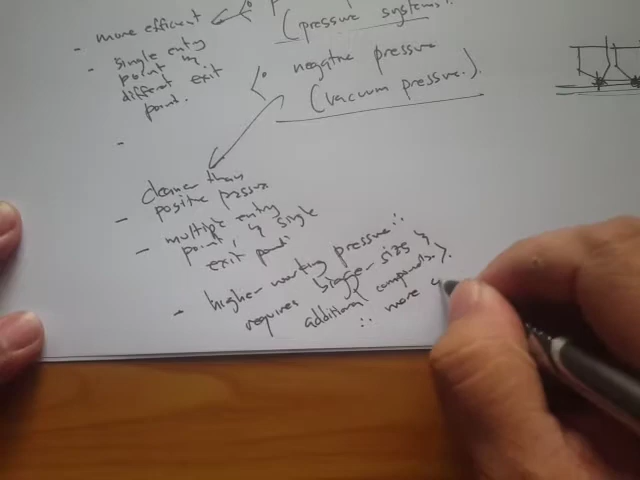 (pressure systems).
- more efficient
- single entry
point &
different exit
point.
-
negative pressure
(vacuum pressure).
cleaner than
- positive pressure
- multiple entry
point, & single
exit point
- higher working pressure ∴
requires bigger size &
additional components).
∴ more